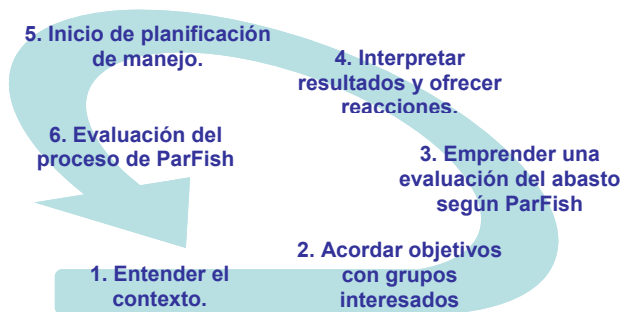 5. Inicio de planificación
de manejo.
4. Interpretar
resultados y ofrecer
reacciones.
6. Evaluación del
proceso de ParFish
3. Emprender una
evaluación del abasto
según ParFish
2. Acordar objetivos
con grupos
interesados
1. Entender el
contexto.